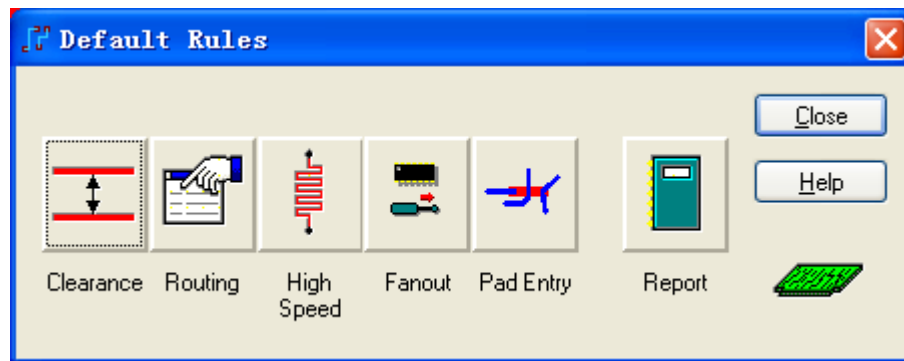 Default Rules
Close
Help
Clearance
Routing
High
Speed
Fanout
Pad Entry
Report